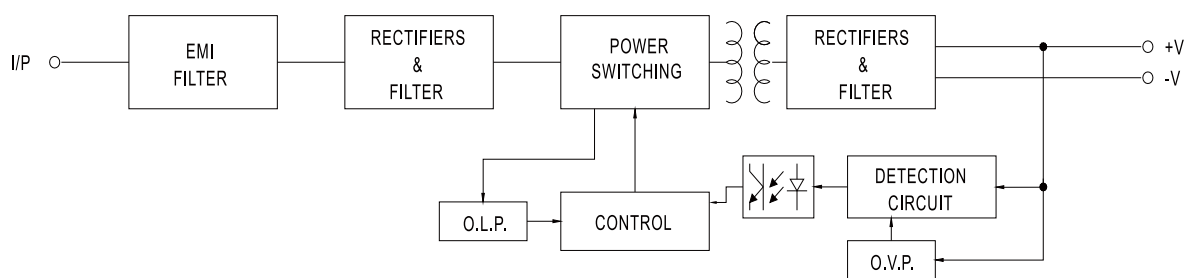 I/P
EMI
FILTER
RECTIFIERS
&
FILTER
POWER
SWITCHING
RECTIFIERS
&
FILTER
+V
-V
O.L.P.
CONTROL
DETECTION
CIRCUIT
O.V.P.